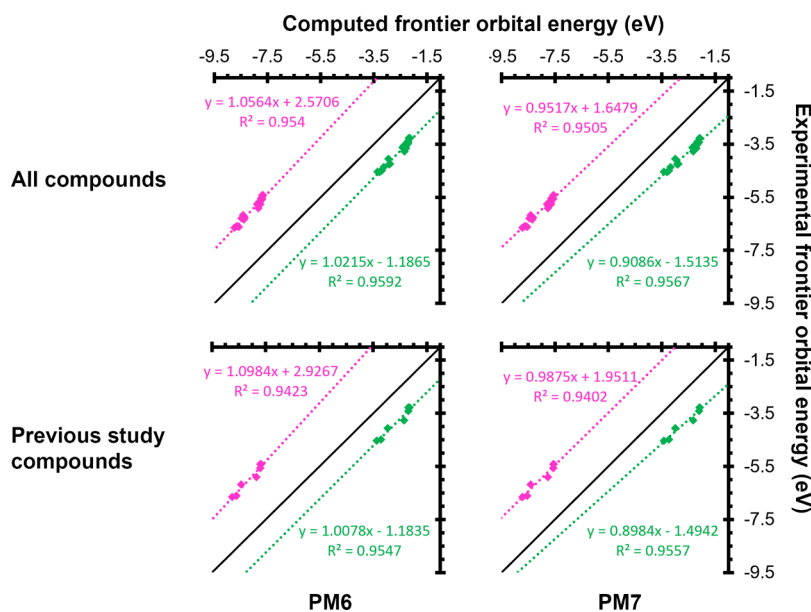 Computed frontier orbital energy (eV)
-9.5 -7.5 -5.5 -3.5 -1.5 -9.5 -7.5 -5.5 -3.5 -1.5
-1.5
-3.5
-5.5
-7.5
-9.5
y = 1.0564x + 2.5706
R² = 0.954
y = 1.0215x - 1.1865
R² = 0.9592
y = 0.9517x + 1.6479
R² = 0.9505
y = 0.9086x - 1.5135
R² = 0.9567
All compounds
Experimental frontier orbital energy (eV)
-1.5
-3.5
-5.5
-7.5
-9.5
y = 1.0984x + 2.9267
R² = 0.9423
y = 1.0078x - 1.1835
R² = 0.9547
y = 0.9875x + 1.9511
R² = 0.9402
y = 0.8984x - 1.4942
R² = 0.9557
Previous study
compounds
PM6
PM7